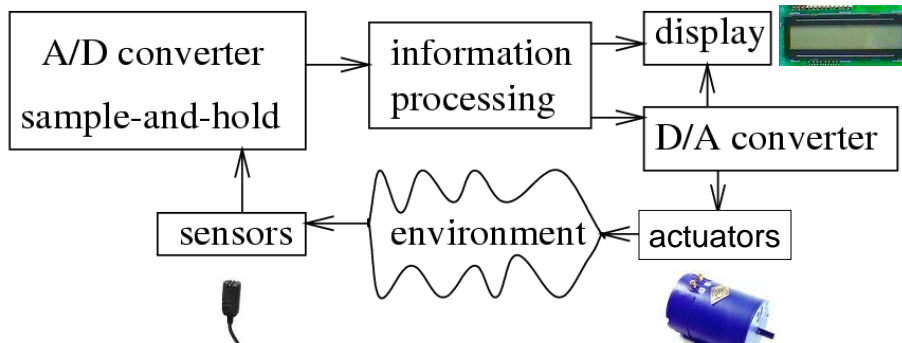 A/D converter
sample-and-hold
information
processing
display
D/A converter
sensors
environment
actuators